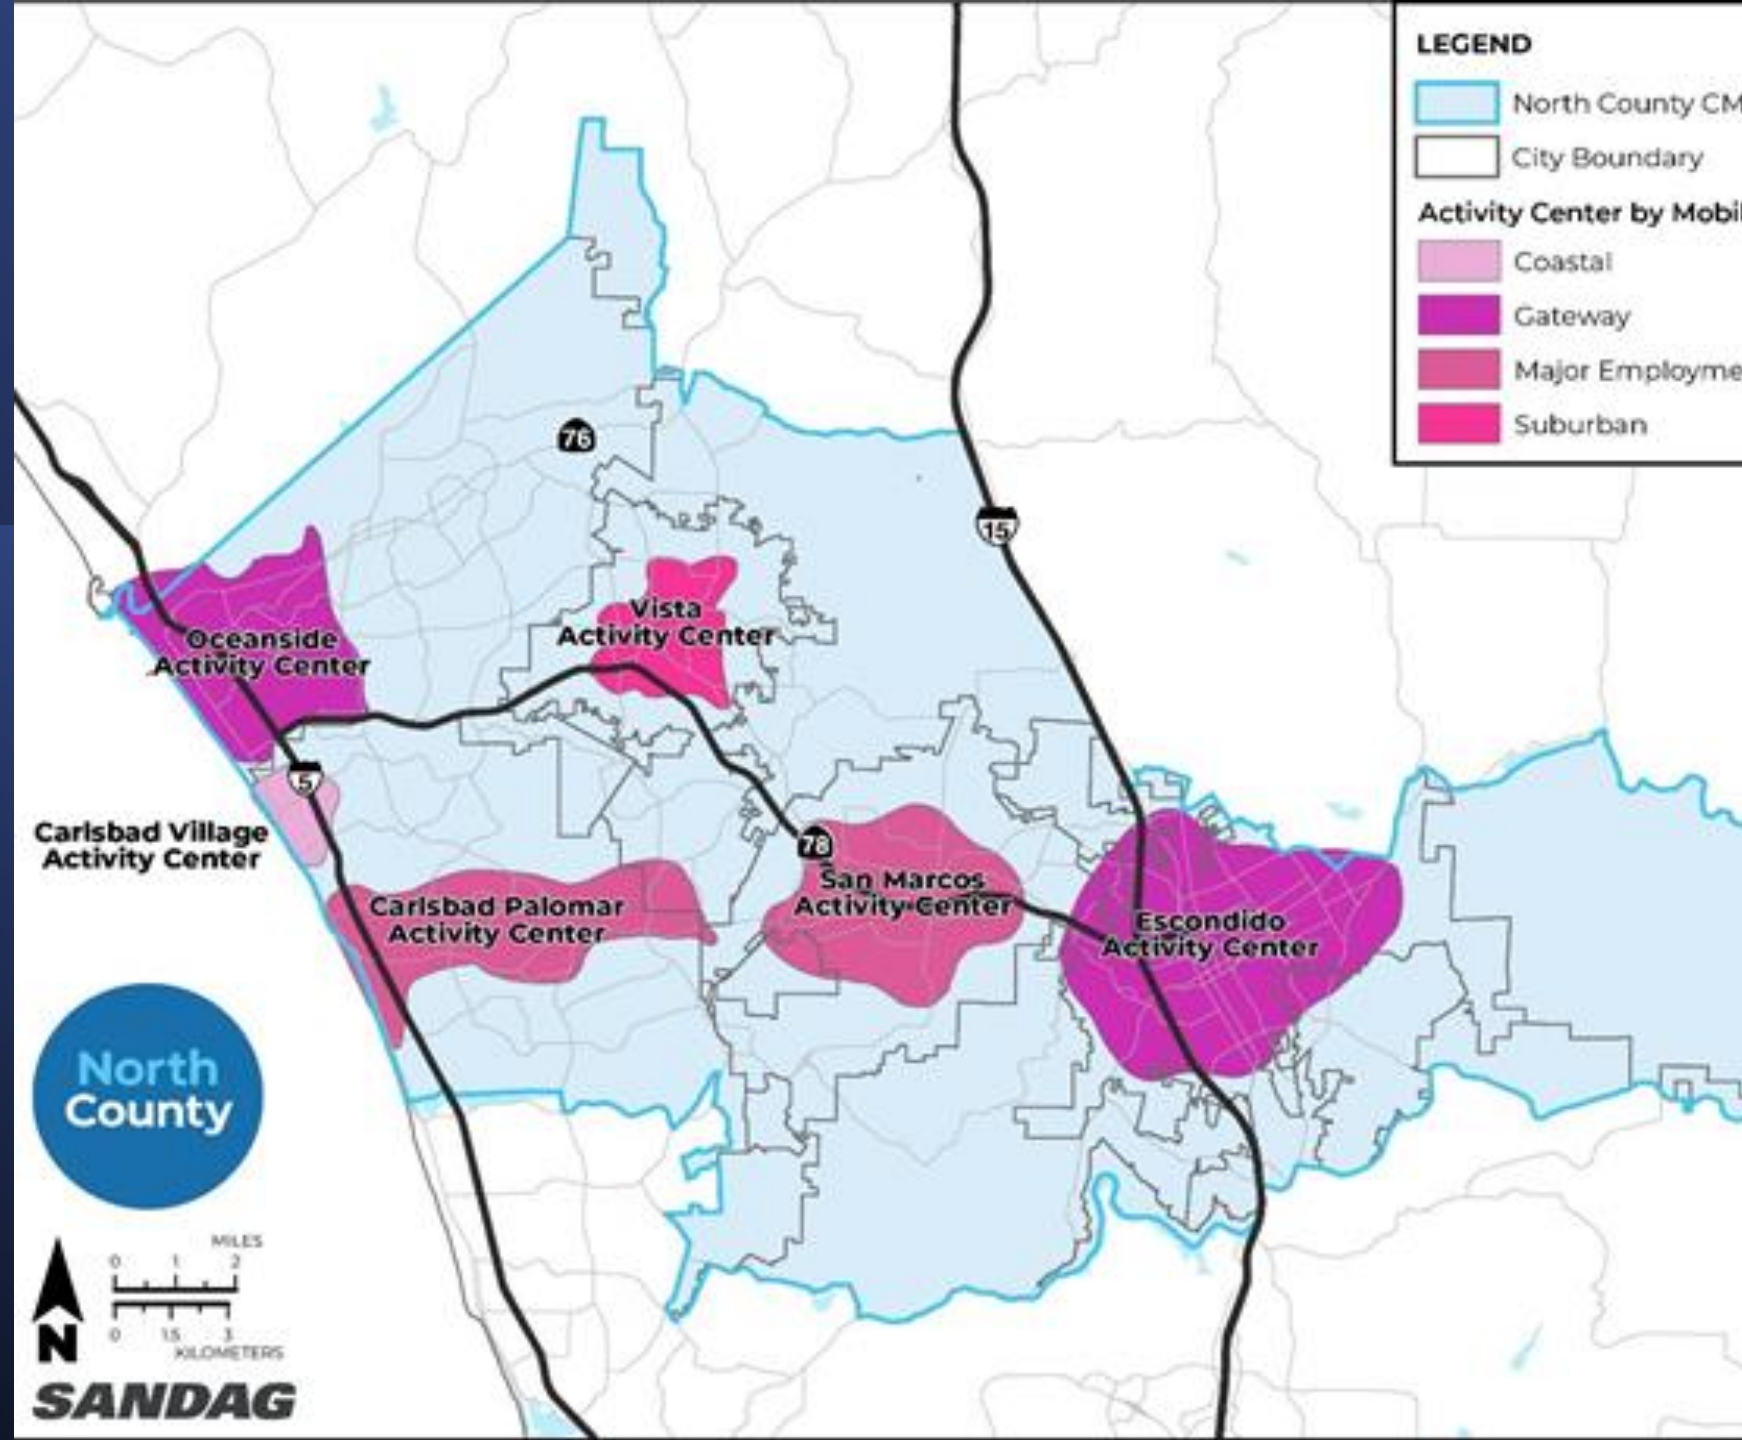 LEGEND
North County CM
City Boundary
Activity Center by Mobil
Coastal
Gateway
Major Employme
Suburban
76
15
Vista
Activity Center
Oceanside
Activity Center
5
Carlsbad Village
Activity Center
78
San Marcos
Activity Center
Carlsbad Palomar
Activity Center
Escondido
Activity Center
North
County
MILES
0 1 2
0 1.5 3
KILOMETERS
N
SANDAG